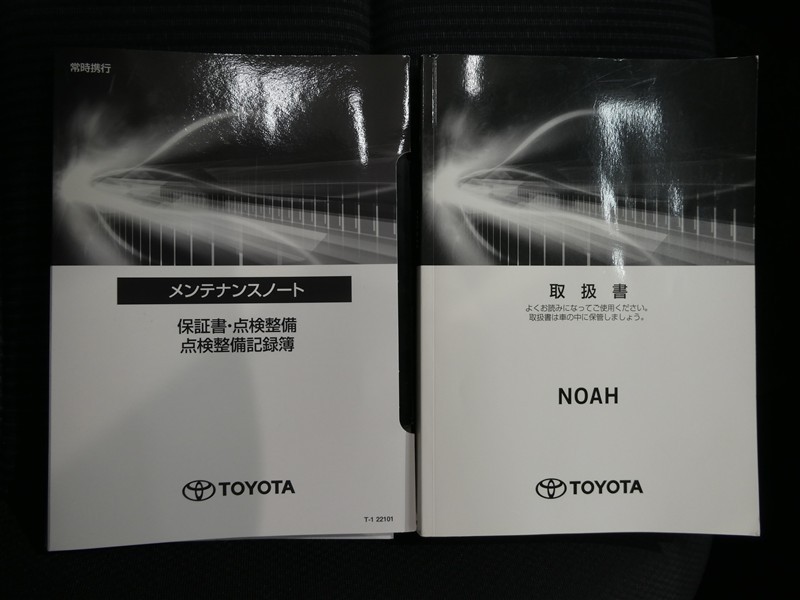 常時携行
メンテナンスノート
保証書・点検整備
点検整備記録簿
TOYOTA
T-1 22101
取扱書
よくお読みになってご使用ください。
取扱書は車の中に保管しましょう。
NOAH
TOYOTA